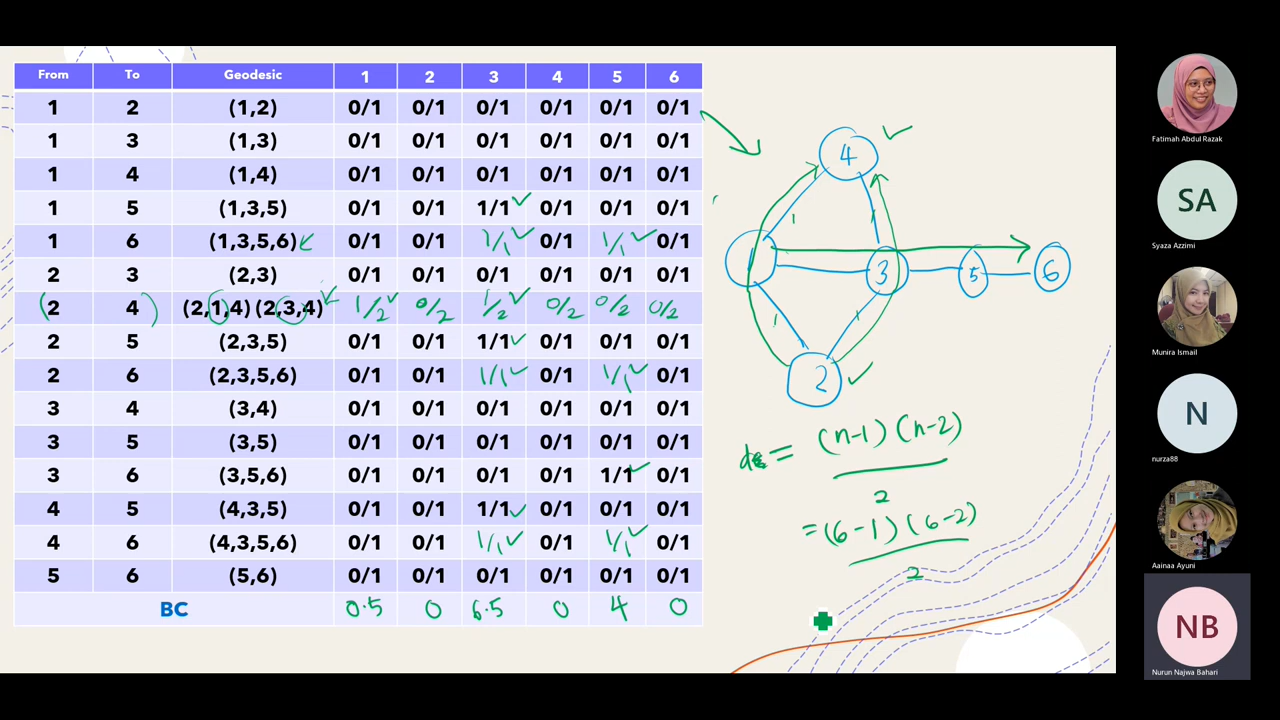 From To Geodesic 1 2 3 4 5 6
1 2 (1,2) 0/1 0/1 0/1 0/1 0/1 0/1
1 3 (1,3) 0/1 0/1 0/1 0/1 0/1 0/1
1 4 (1,4) 0/1 0/1 0/1 0/1 0/1 0/1
1 5 (1,3,5) 0/1 0/1 1/1 0/1 0/1 0/1
1 6 (1,3,5,6) 0/1 0/1 1/1 0/1 1/1 0/1
2 3 (2,3) 0/1 0/1 0/1 0/1 0/1 0/1
(2 4) (2,1,4) (2,3,4) 1/2 0/2 1/2 0/2 0/2 0/2
2 5 (2,3,5) 0/1 0/1 1/1 0/1 0/1 0/1
2 6 (2,3,5,6) 0/1 0/1 1/1 0/1 1/1 0/1
3 4 (3,4) 0/1 0/1 0/1 0/1 0/1 0/1
3 5 (3,5) 0/1 0/1 0/1 0/1 0/1 0/1
3 6 (3,5,6) 0/1 0/1 0/1 0/1 1/1 0/1
4 5 (4,3,5) 0/1 0/1 1/1 0/1 0/1 0/1
4 6 (4,3,5,6) 0/1 0/1 1/1 0/1 1/1 0/1
5 6 (5,6) 0/1 0/1 0/1 0/1 0/1 0/1
BC 0.5 0 6.5 0 4 0
4
1 3 5 6
2
= (n-1)(n-2)
2
= (6-1)(6-2)
2
Fatimah Abdul Razak
SA
Syaza Azzimi
Munira Ismail
N
nurza88
Aainaa Ayuni
NB
Nurun Najwa Bahari